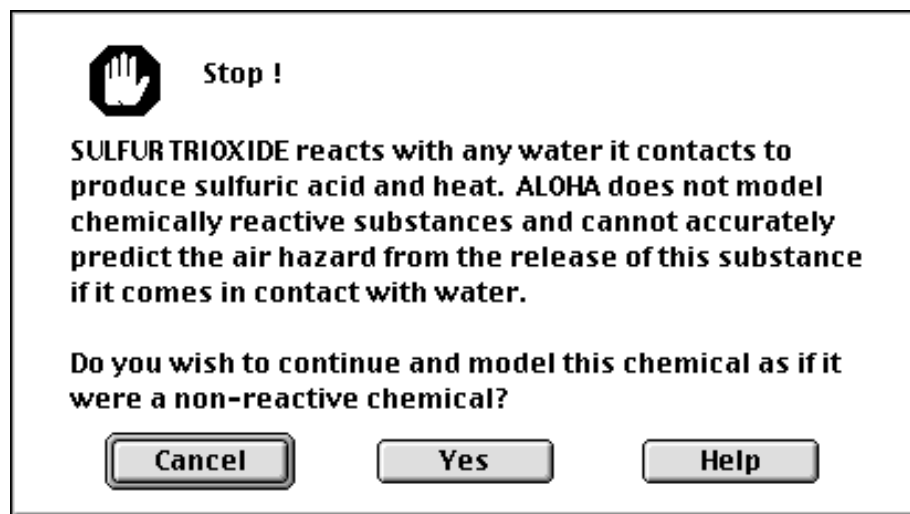 Stop !
SULFUR TRIOXIDE reacts with any water it contacts to
produce sulfuric acid and heat. ALOHA does not model
chemically reactive substances and cannot accurately
predict the air hazard from the release of this substance
if it comes in contact with water.
Do you wish to continue and model this chemical as if it
were a non-reactive chemical?
Cancel Yes Help